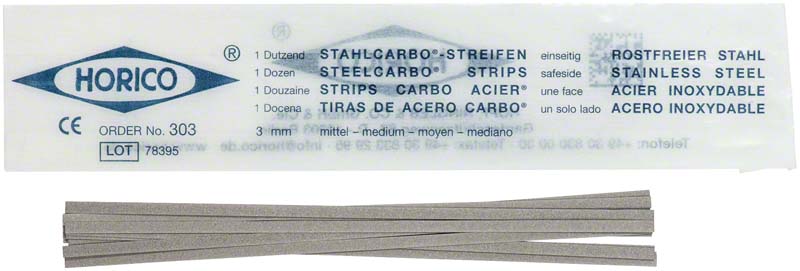 HORICO ®
1 Dutzend STAHLCARBO®-STREIFEN einseitig ROSTFREIER STAHL
1 Dozen STEELCARBO® STRIPS safeside STAINLESS STEEL
1 Douzaine STRIPS CARBO ACIER® une face ACIER INOXYDABLE
1 Docena TIRAS DE ACERO CARBO® un solo lado ACERO INOXYDABLE
CE ORDER No. 303 3 mm mittel – medium – moyen – mediano
LOT 78395